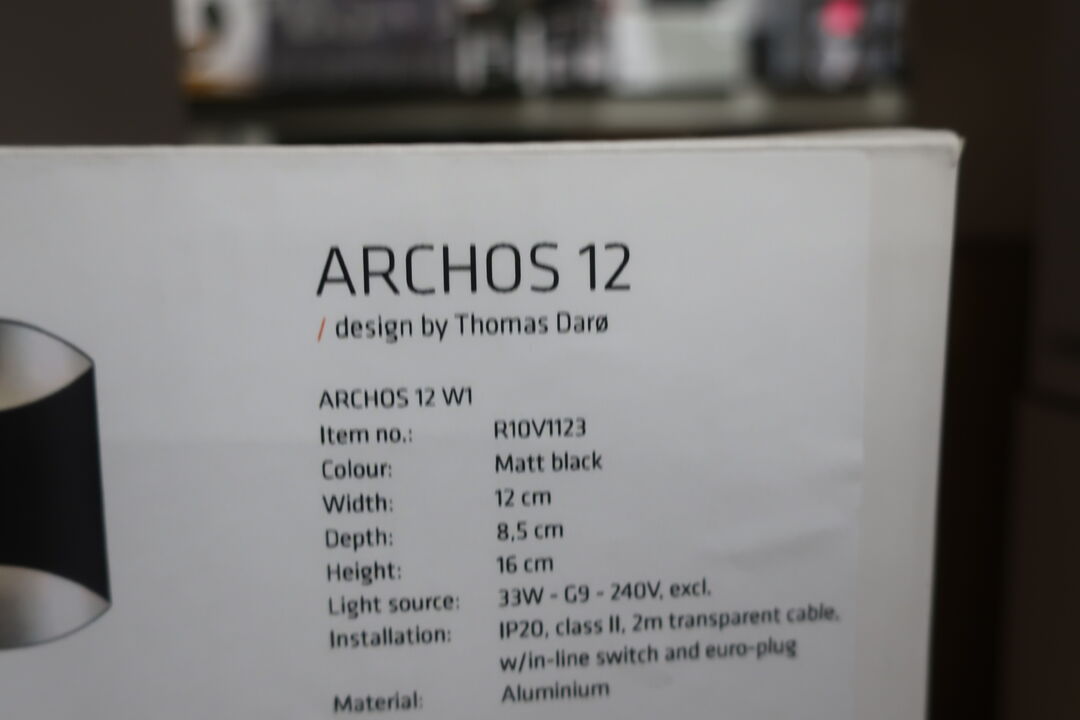 ARCHOS 12
/ design by Thomas Darø
ARCHOS 12 W1
Item no.: R10V1123
Colour: Matt black
Width: 12 cm
Depth: 8,5 cm
Height: 16 cm
Light source: 33W - G9 - 240V, excl.
Installation: IP20, class II, 2m transparent cable,
w/in-line switch and euro-plug
Material: Aluminium